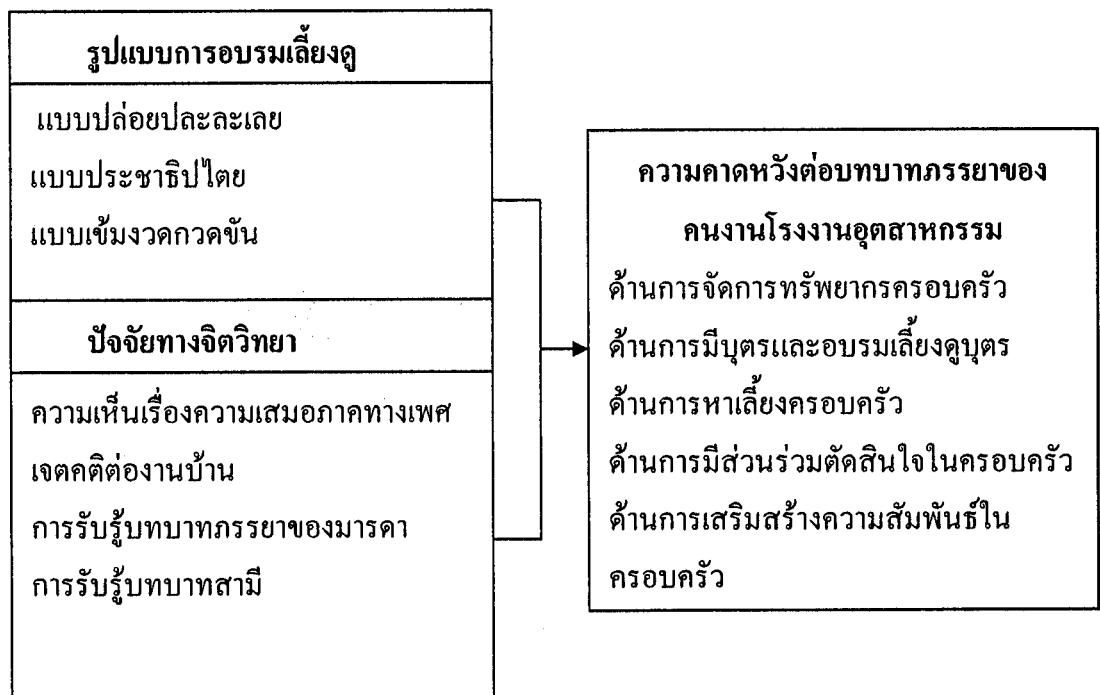 รูปแบบการอบรมเลี้ยงดู
แบบปล่อยปละละเลย
แบบประชาธิปไตย
แบบเข้มงวดกวดขัน
ปัจจัยทางจิตวิทยา
ความเห็นเรื่องความเสมอภาคทางเพศ
เจตคติต่องานบ้าน
การรับรู้บทบาทภรรยาของมารดา
การรับรู้บทบาทสามี
ความคาดหวังต่อบทบาทภรรยาของ
คนงานโรงงานอุตสาหกรรม
ด้านการจัดการทรัพยากรครอบครัว
ด้านการมีบุตรและอบรมเลี้ยงดูบุตร
ด้านการหาเลี้ยงครอบครัว
ด้านการมีส่วนร่วมตัดสินใจในครอบครัว
ด้านการเสริมสร้างความสัมพันธ์ใน
ครอบครัว